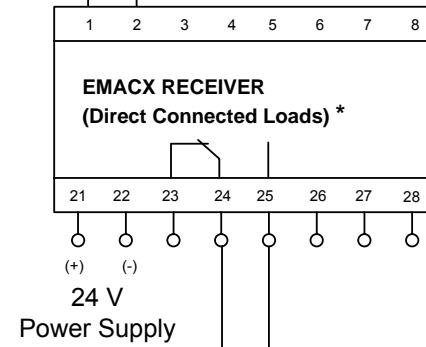 1 2 3 4 5 6 7 8
EMACX RECEIVER
(Direct Connected Loads) *
21 22 23 24 25 26 27 28
(+) (-)
24 V
Power Supply